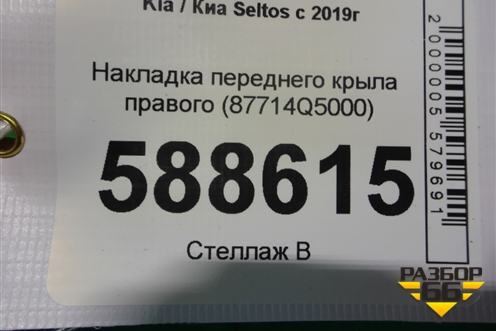 Kia / Киа Seltos с 2019г
Накладка переднего крыла
правого (87714Q5000)
588615
Стеллаж В
2000005579691
РАЗБОР
66